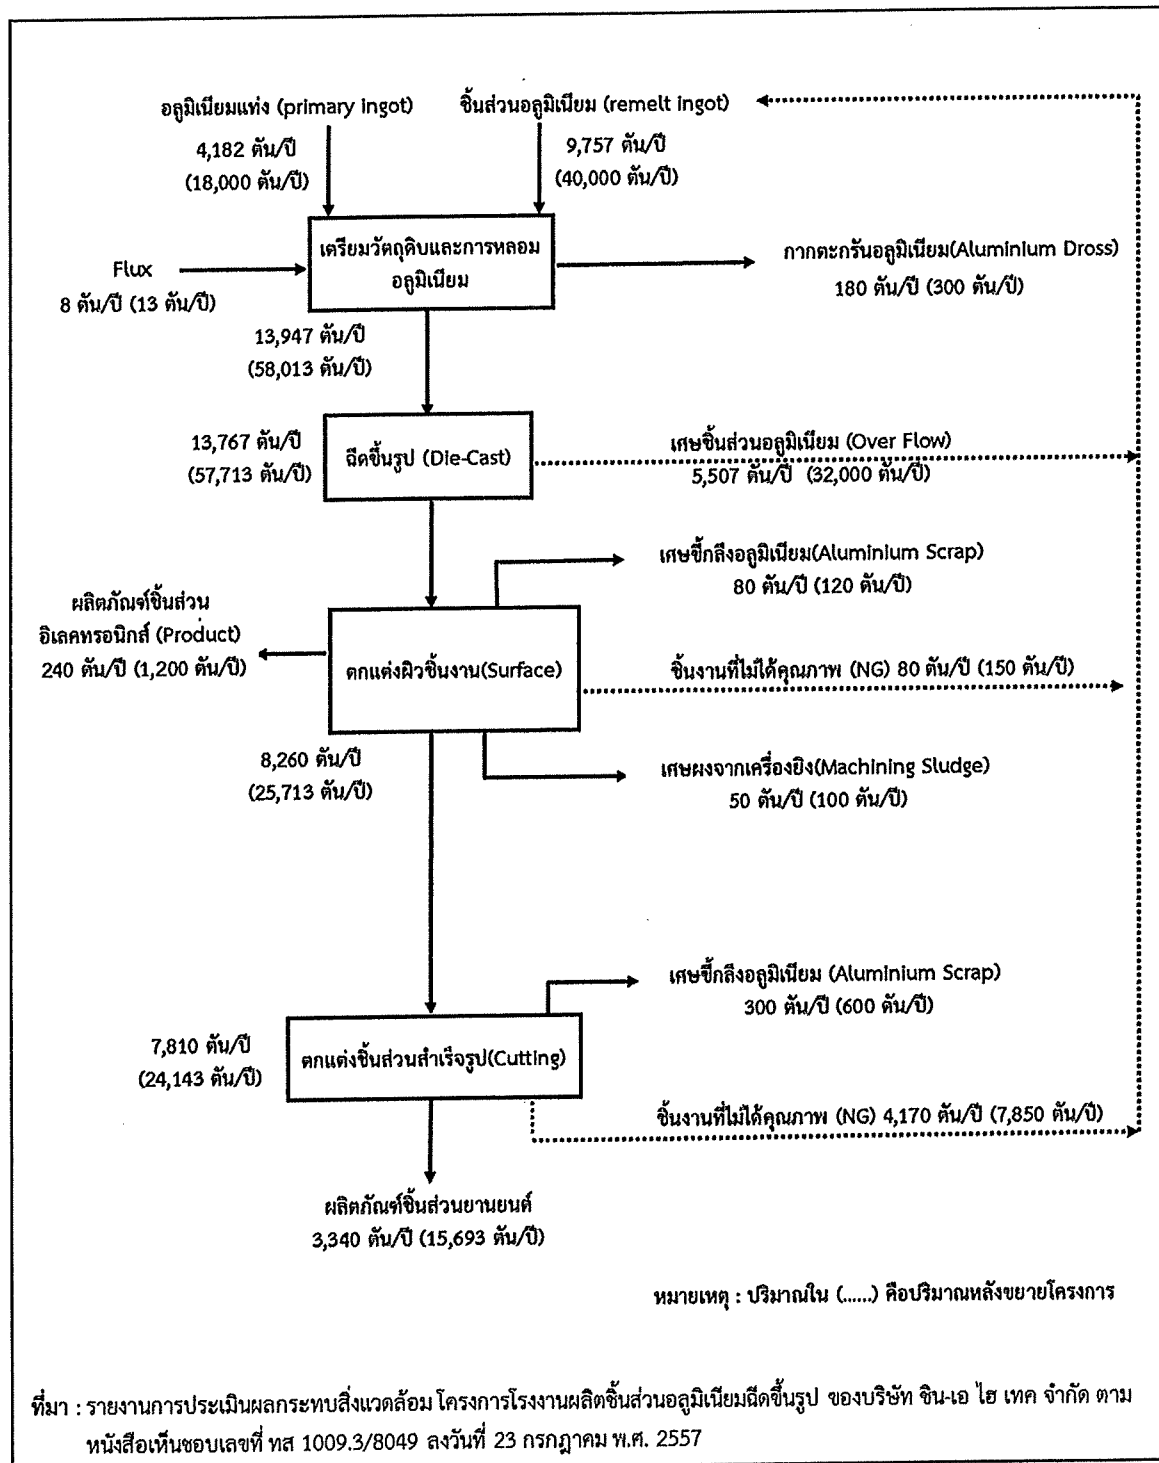 อลูมิเนียมแท่ง (primary ingot)
4,182 ตัน/ปี
(18,000 ตัน/ปี)
ชิ้นส่วนอลูมิเนียม (remelt ingot)
9,757 ตัน/ปี
(40,000 ตัน/ปี)
Flux
8 ตัน/ปี (13 ตัน/ปี)
เตรียมวัตถุดิบและการหลอม
อลูมิเนียม
กากตะกรันอลูมิเนียม(Aluminium Dross)
180 ตัน/ปี (300 ตัน/ปี)
13,947 ตัน/ปี
(58,013 ตัน/ปี)
13,767 ตัน/ปี
(57,713 ตัน/ปี)
ฉีดขึ้นรูป (Die-Cast)
เศษชิ้นส่วนอลูมิเนียม (Over Flow)
5,507 ตัน/ปี (32,000 ตัน/ปี)
เศษขี้กลึงอลูมิเนียม(Aluminium Scrap)
80 ตัน/ปี (120 ตัน/ปี)
ผลิตภัณฑ์ชิ้นส่วน
อิเลคทรอนิกส์ (Product)
240 ตัน/ปี (1,200 ตัน/ปี)
ตกแต่งผิวชิ้นงาน(Surface)
ชิ้นงานที่ไม่ได้คุณภาพ (NG) 80 ตัน/ปี (150 ตัน/ปี)
8,260 ตัน/ปี
(25,713 ตัน/ปี)
เศษผงจากเครื่องยิง(Machining Sludge)
50 ตัน/ปี (100 ตัน/ปี)
เศษขี้กลึงอลูมิเนียม (Aluminium Scrap)
300 ตัน/ปี (600 ตัน/ปี)
7,810 ตัน/ปี
(24,143 ตัน/ปี)
ตกแต่งชิ้นส่วนสำเร็จรูป(Cutting)
ชิ้นงานที่ไม่ได้คุณภาพ (NG) 4,170 ตัน/ปี (7,850 ตัน/ปี)
ผลิตภัณฑ์ชิ้นส่วนยานยนต์
3,340 ตัน/ปี (15,693 ตัน/ปี)
หมายเหตุ : ปริมาณใน (......) คือปริมาณหลังขยายโครงการ
ที่มา : รายงานการประเมินผลกระทบสิ่งแวดล้อม โครงการโรงงานผลิตชิ้นส่วนอลูมิเนียมฉีดขึ้นรูป ของบริษัท ชิน-เอ ไฮ เทค จำกัด ตาม
หนังสือเห็นชอบเลขที่ ทส 1009.3/8049 ลงวันที่ 23 กรกฎาคม พ.ศ. 2557